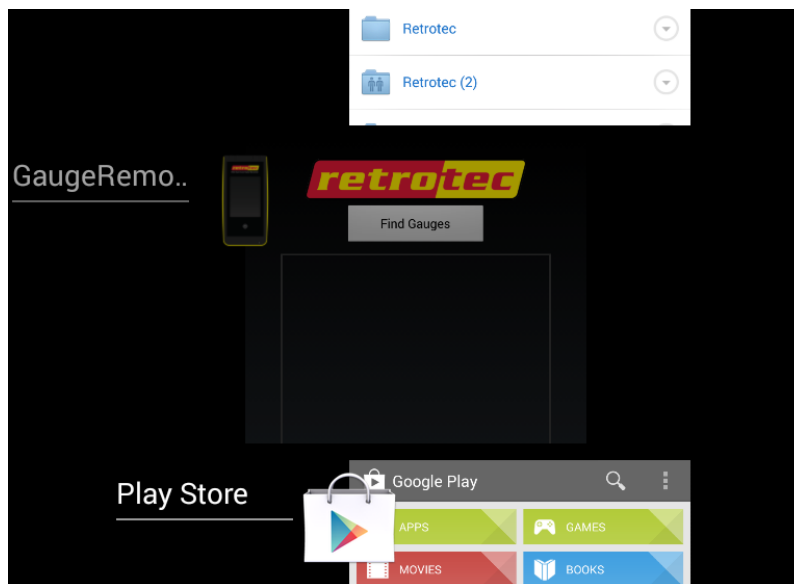 Retrotec
Retrotec (2)
GaugeRemo..
retrotec
Find Gauges
Play Store
Google Play
APPS
GAMES
MOVIES
BOOKS